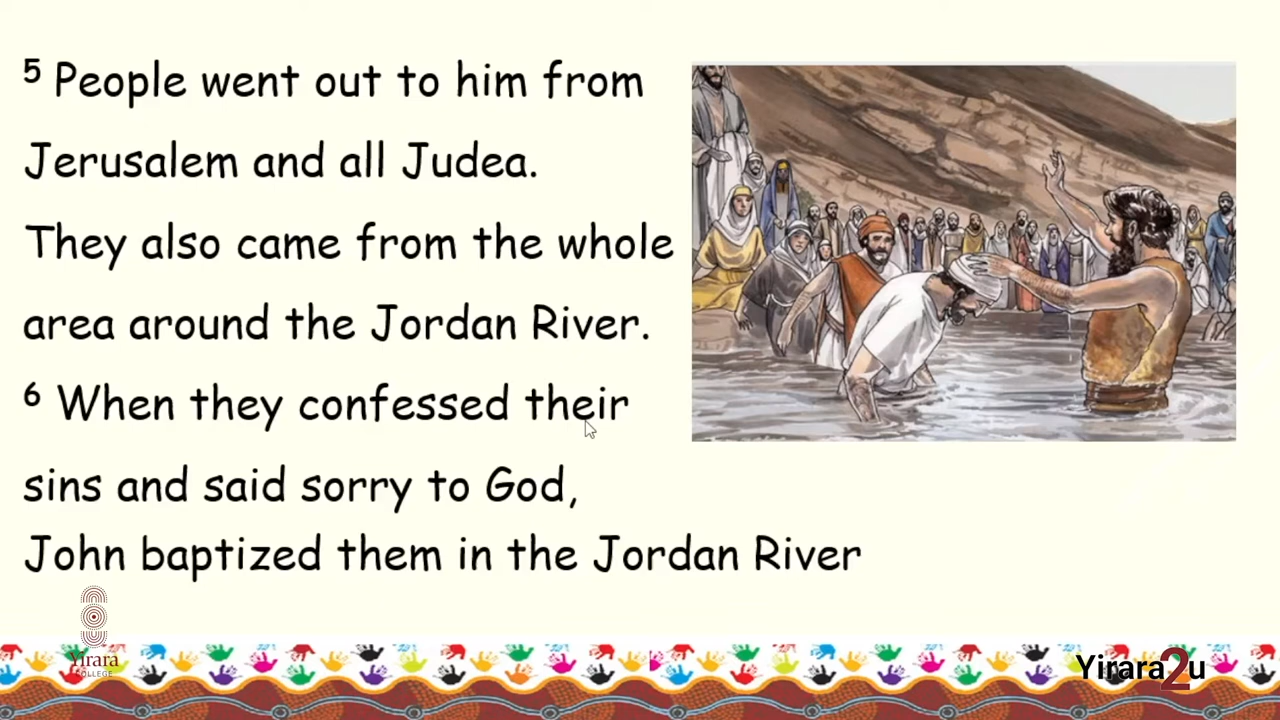 ⁵ People went out to him from
Jerusalem and all Judea.
They also came from the whole
area around the Jordan River.
⁶ When they confessed their
sins and said sorry to God,
John baptized them in the Jordan River
Yirara
COLLEGE
Yirara2u